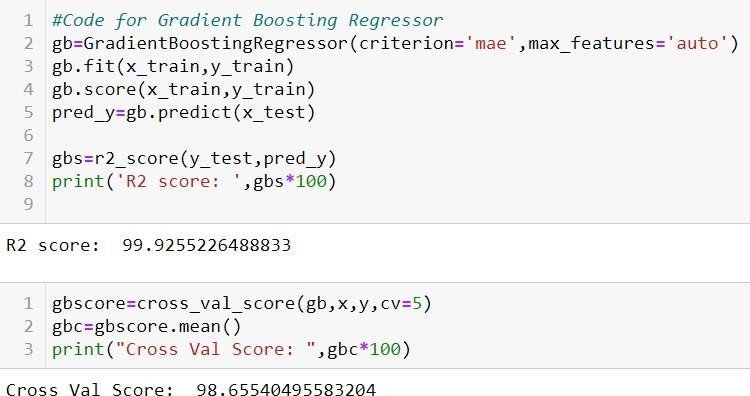 1 #Code for Gradient Boosting Regressor
2 gb=GradientBoostingRegressor(criterion='mae',max_features='auto')
3 gb.fit(x_train,y_train)
4 gb.score(x_train,y_train)
5 pred_y=gb.predict(x_test)
6
7 gbs=r2_score(y_test,pred_y)
8 print('R2 score: ',gbs*100)
9
R2 score:  99.9255226488833
1 gbscore=cross_val_score(gb,x,y,cv=5)
2 gbc=gbscore.mean()
3 print("Cross Val Score: ",gbc*100)
Cross Val Score:  98.65540495583204